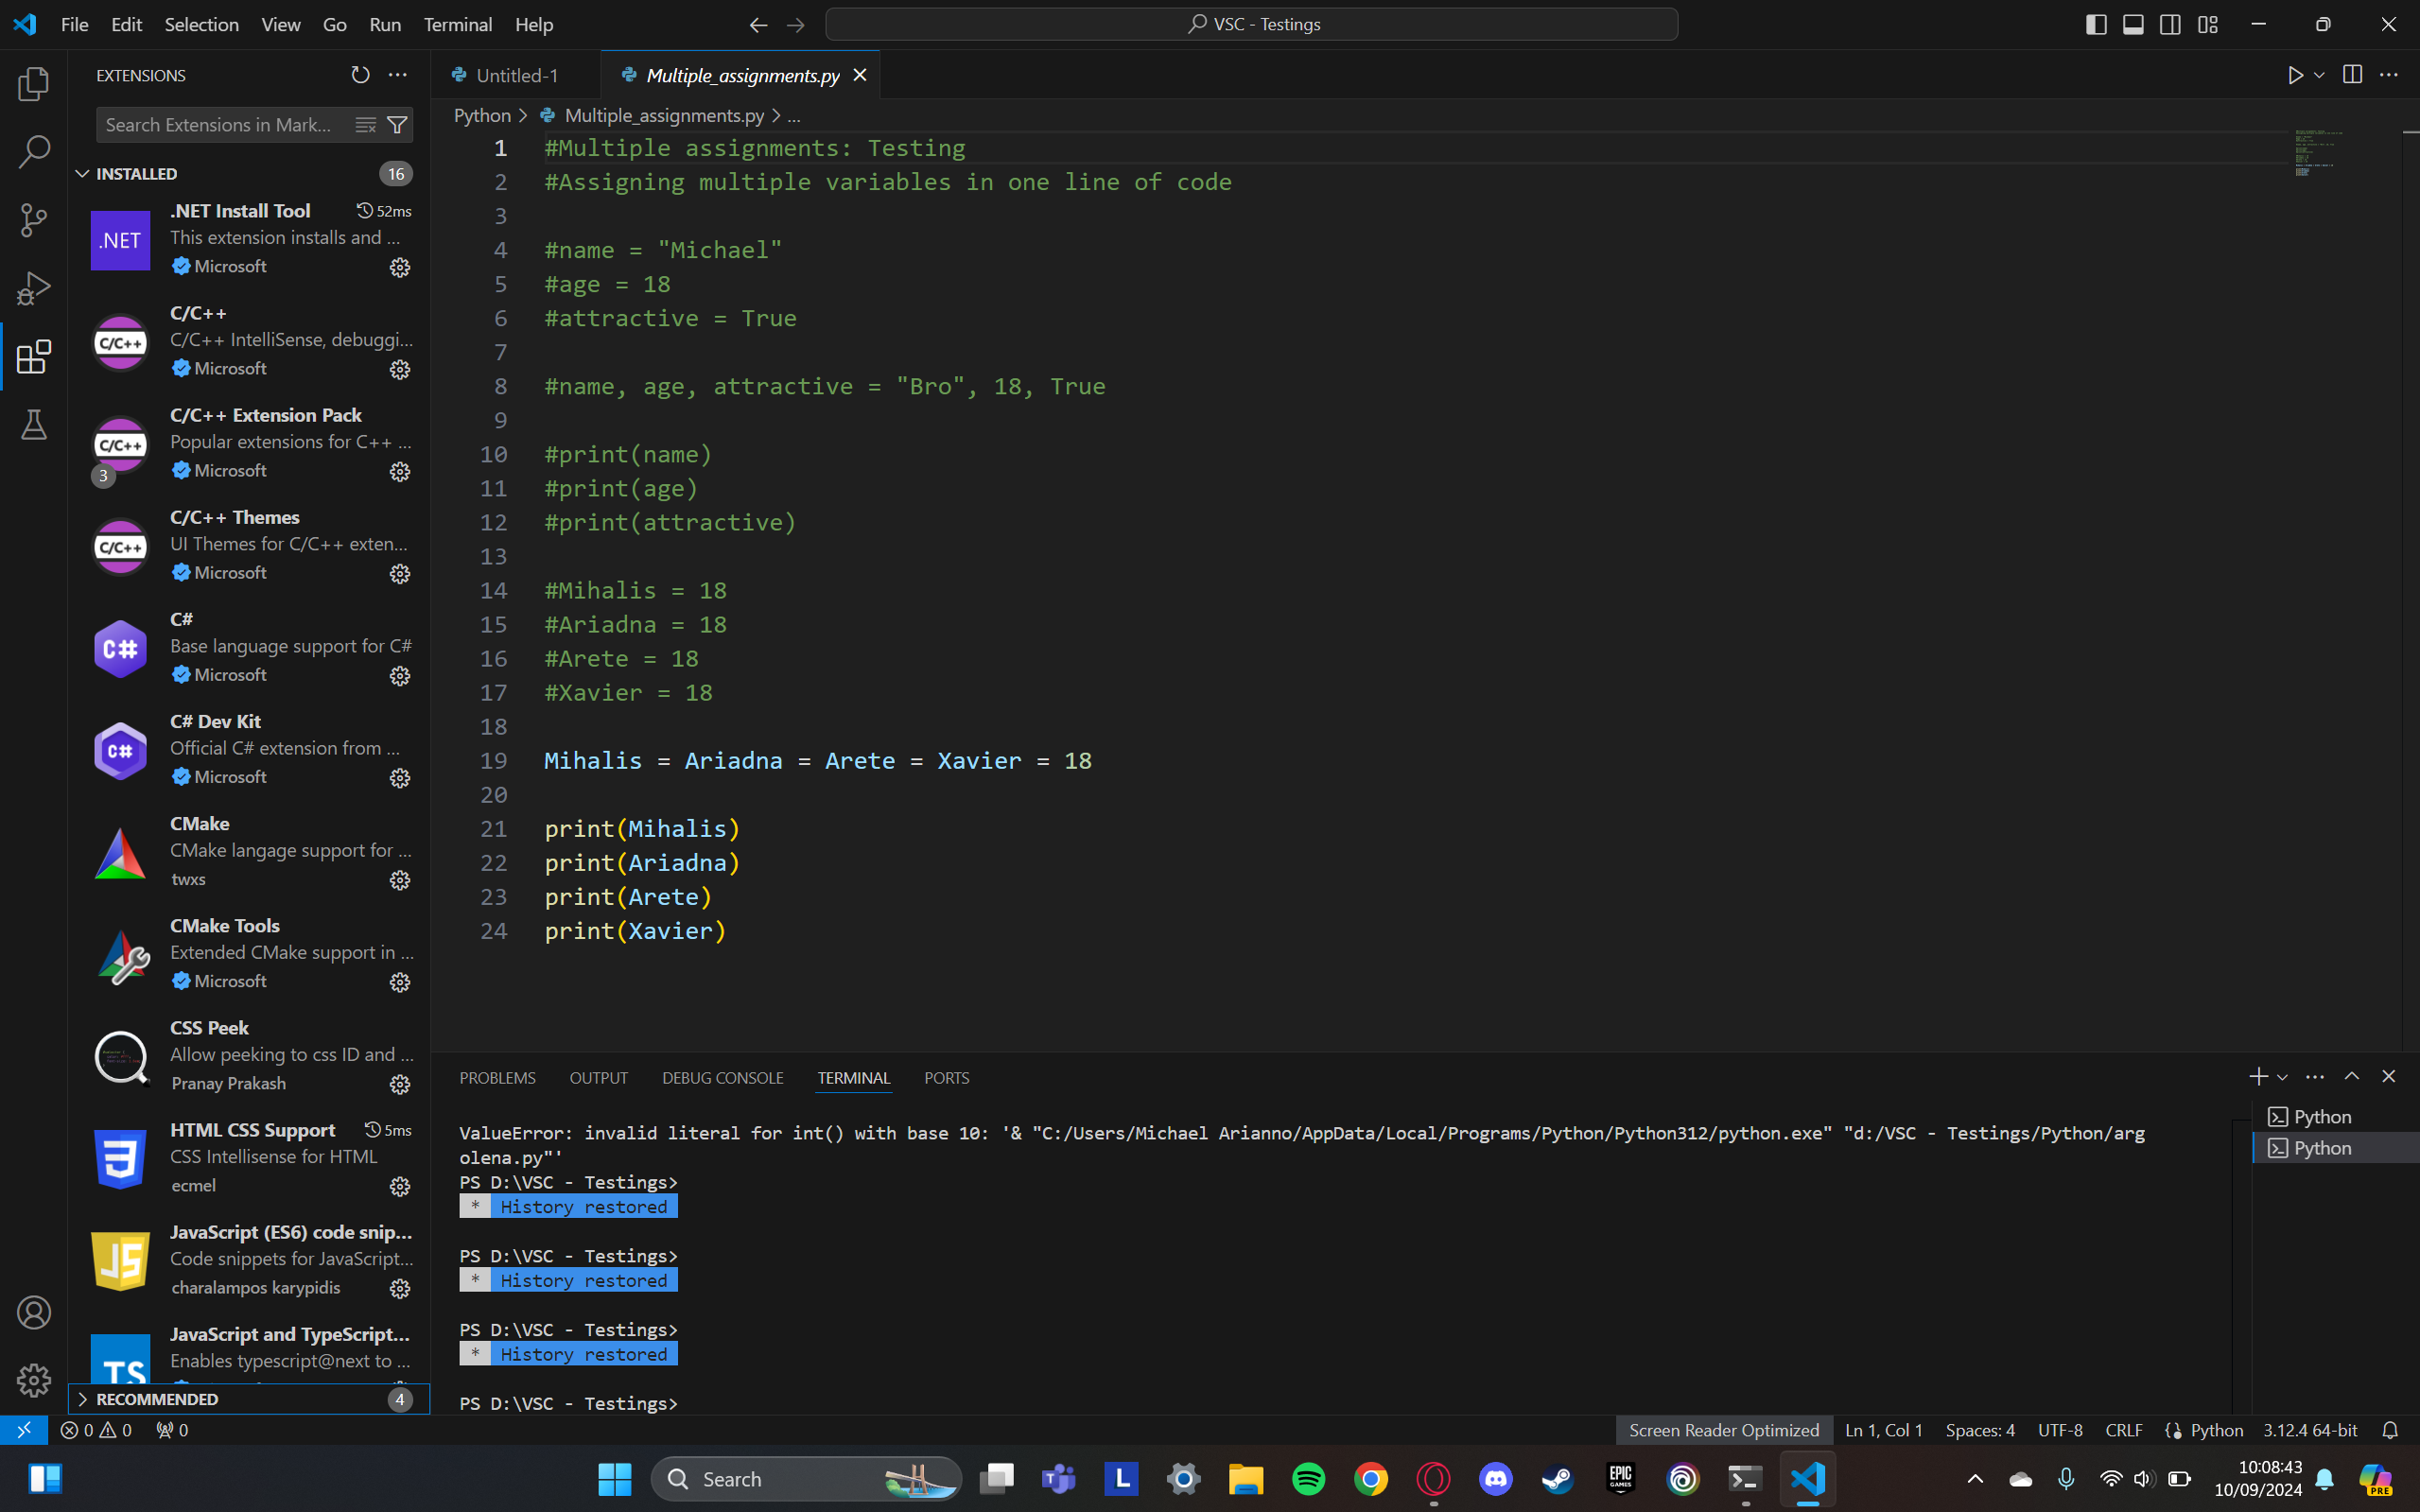 File Edit Selection View Go Run Terminal Help
VSC - Testings
EXTENSIONS
Search Extensions in Mark...
INSTALLED 16
.NET
.NET Install Tool 52ms
This extension installs and ...
Microsoft
C/C++
C/C++
C/C++ IntelliSense, debuggi...
Microsoft
C/C++
3
C/C++ Extension Pack
Popular extensions for C++ ...
Microsoft
C/C++
C/C++ Themes
UI Themes for C/C++ exten...
Microsoft
C#
C#
Base language support for C#
Microsoft
C#
C# Dev Kit
Official C# extension from ...
Microsoft
CMake
CMake langage support for ...
twxs
CMake Tools
Extended CMake support in ...
Microsoft
CSS Peek
Allow peeking to css ID and ...
Pranay Prakash
HTML CSS Support 5ms
CSS Intellisense for HTML
ecmel
JS
JavaScript (ES6) code snip...
Code snippets for JavaScript...
charalampos karypidis
TS
JavaScript and TypeScript...
Enables typescript@next to ...
RECOMMENDED 4
Untitled-1 Multiple_assignments.py
Python > Multiple_assignments.py > ...
1 #Multiple assignments: Testing
2 #Assigning multiple variables in one line of code
3
4 #name = "Michael"
5 #age = 18
6 #attractive = True
7
8 #name, age, attractive = "Bro", 18, True
9
10 #print(name)
11 #print(age)
12 #print(attractive)
13
14 #Mihalis = 18
15 #Ariadna = 18
16 #Arete = 18
17 #Xavier = 18
18
19 Mihalis = Ariadna = Arete = Xavier = 18
20
21 print(Mihalis)
22 print(Ariadna)
23 print(Arete)
24 print(Xavier)
PROBLEMS OUTPUT DEBUG CONSOLE TERMINAL PORTS
ValueError: invalid literal for int() with base 10: '& "C:/Users/Michael Arianno/AppData/Local/Programs/Python/Python312/python.exe" "d:/VSC - Testings/Python/arg
olena.py"'
PS D:\VSC - Testings>
* History restored
PS D:\VSC - Testings>
* History restored
PS D:\VSC - Testings>
* History restored
PS D:\VSC - Testings>
Python
Python
0 0 0
Screen Reader Optimized Ln 1, Col 1 Spaces: 4 UTF-8 CRLF Python 3.12.4 64-bit
Search
L
EPIC GAMES
10:08:43
10/09/2024
PRE